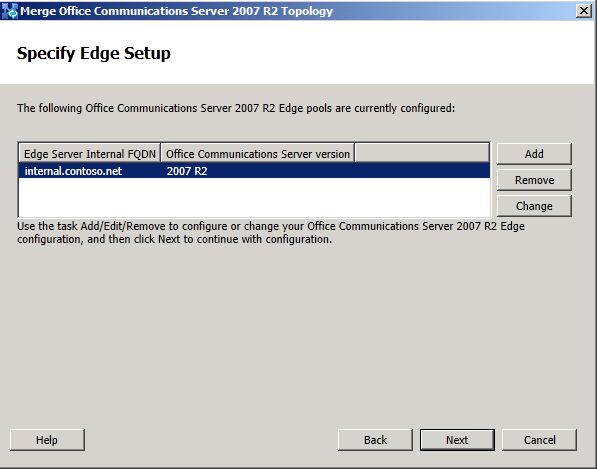 Merge Office Communications Server 2007 R2 Topology
Specify Edge Setup
The following Office Communications Server 2007 R2 Edge pools are currently configured:
Edge Server Internal FQDN Office Communications Server version
internal.contoso.net 2007 R2
Add
Remove
Change
Use the task Add/Edit/Remove to configure or change your Office Communications Server 2007 R2 Edge
configuration, and then click Next to continue with configuration.
Help Back Next Cancel